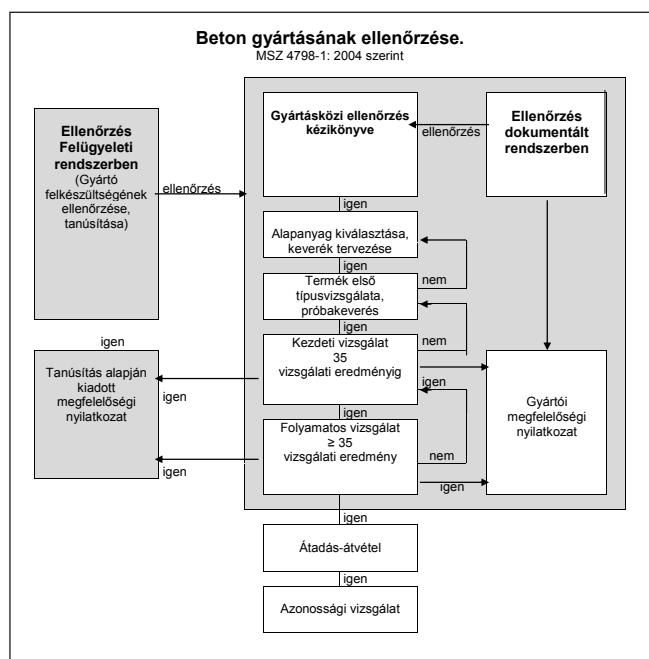 Beton gyártásának ellenőrzése.
MSZ 4798-1: 2004 szerint
Ellenőrzés
Felügyeleti
rendszerben
(Gyártó
felkészültségének
ellenőrzése,
tanúsítása)
ellenőrzés
Gyártásközi ellenőrzés
kézikönyve
ellenőrzés
Ellenőrzés
dokumentált
rendszerben
igen
Alapanyag kiválasztása,
keverék tervezése
igen
nem
Termék első
típusvizsgálata,
próbakeverés
igen
nem
igen
Kezdeti vizsgálat
35
vizsgálati eredményig
igen
igen
Tanúsítás alapján
kiadott
megfelelőségi
nyilatkozat
Gyártói
megfelelőségi
nyilatkozat
igen
Folyamatos vizsgálat
≥ 35
vizsgálati eredmény
nem
igen
igen
igen
Átadás-átvétel
igen
Azonossági vizsgálat